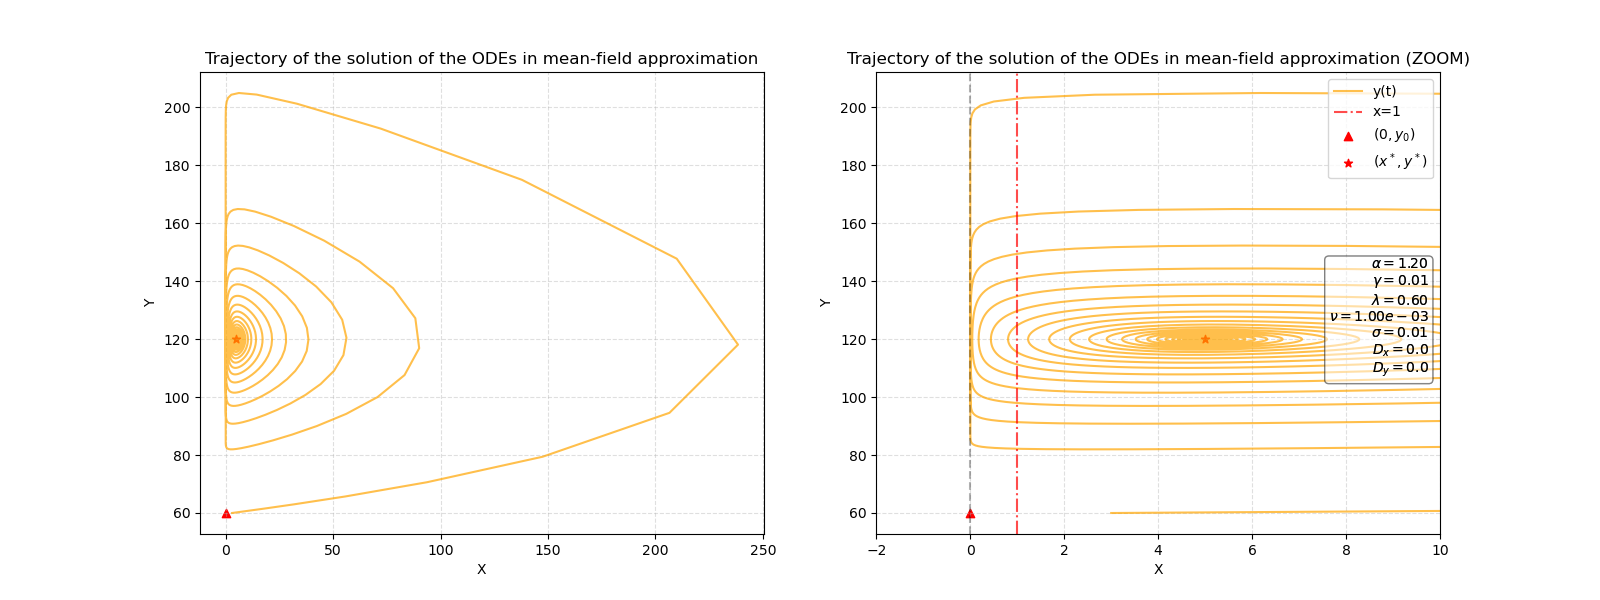 Trajectory of the solution of the ODEs in mean-field approximation
Y
200
180
160
140
120
100
80
60
0
50
100
150
200
250
X
Trajectory of the solution of the ODEs in mean-field approximation (ZOOM)
Y
200
180
160
140
120
100
80
60
−2
0
2
4
6
8
10
X
y(t)
x=1
(0, y₀)
(x*, y*)
α = 1.20
γ = 0.01
λ = 0.60
ν = 1.00e − 03
σ = 0.01
Dₓ = 0.0
D_y = 0.0